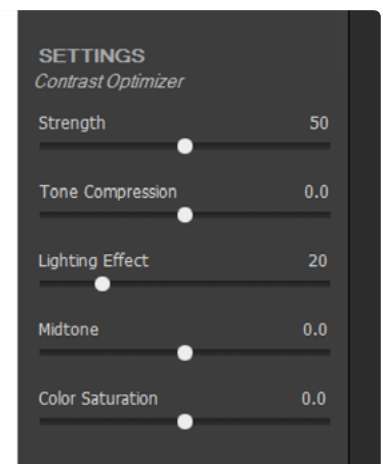 SETTINGS
Contrast Optimizer
Strength 50
Tone Compression 0.0
Lighting Effect 20
Midtone 0.0
Color Saturation 0.0